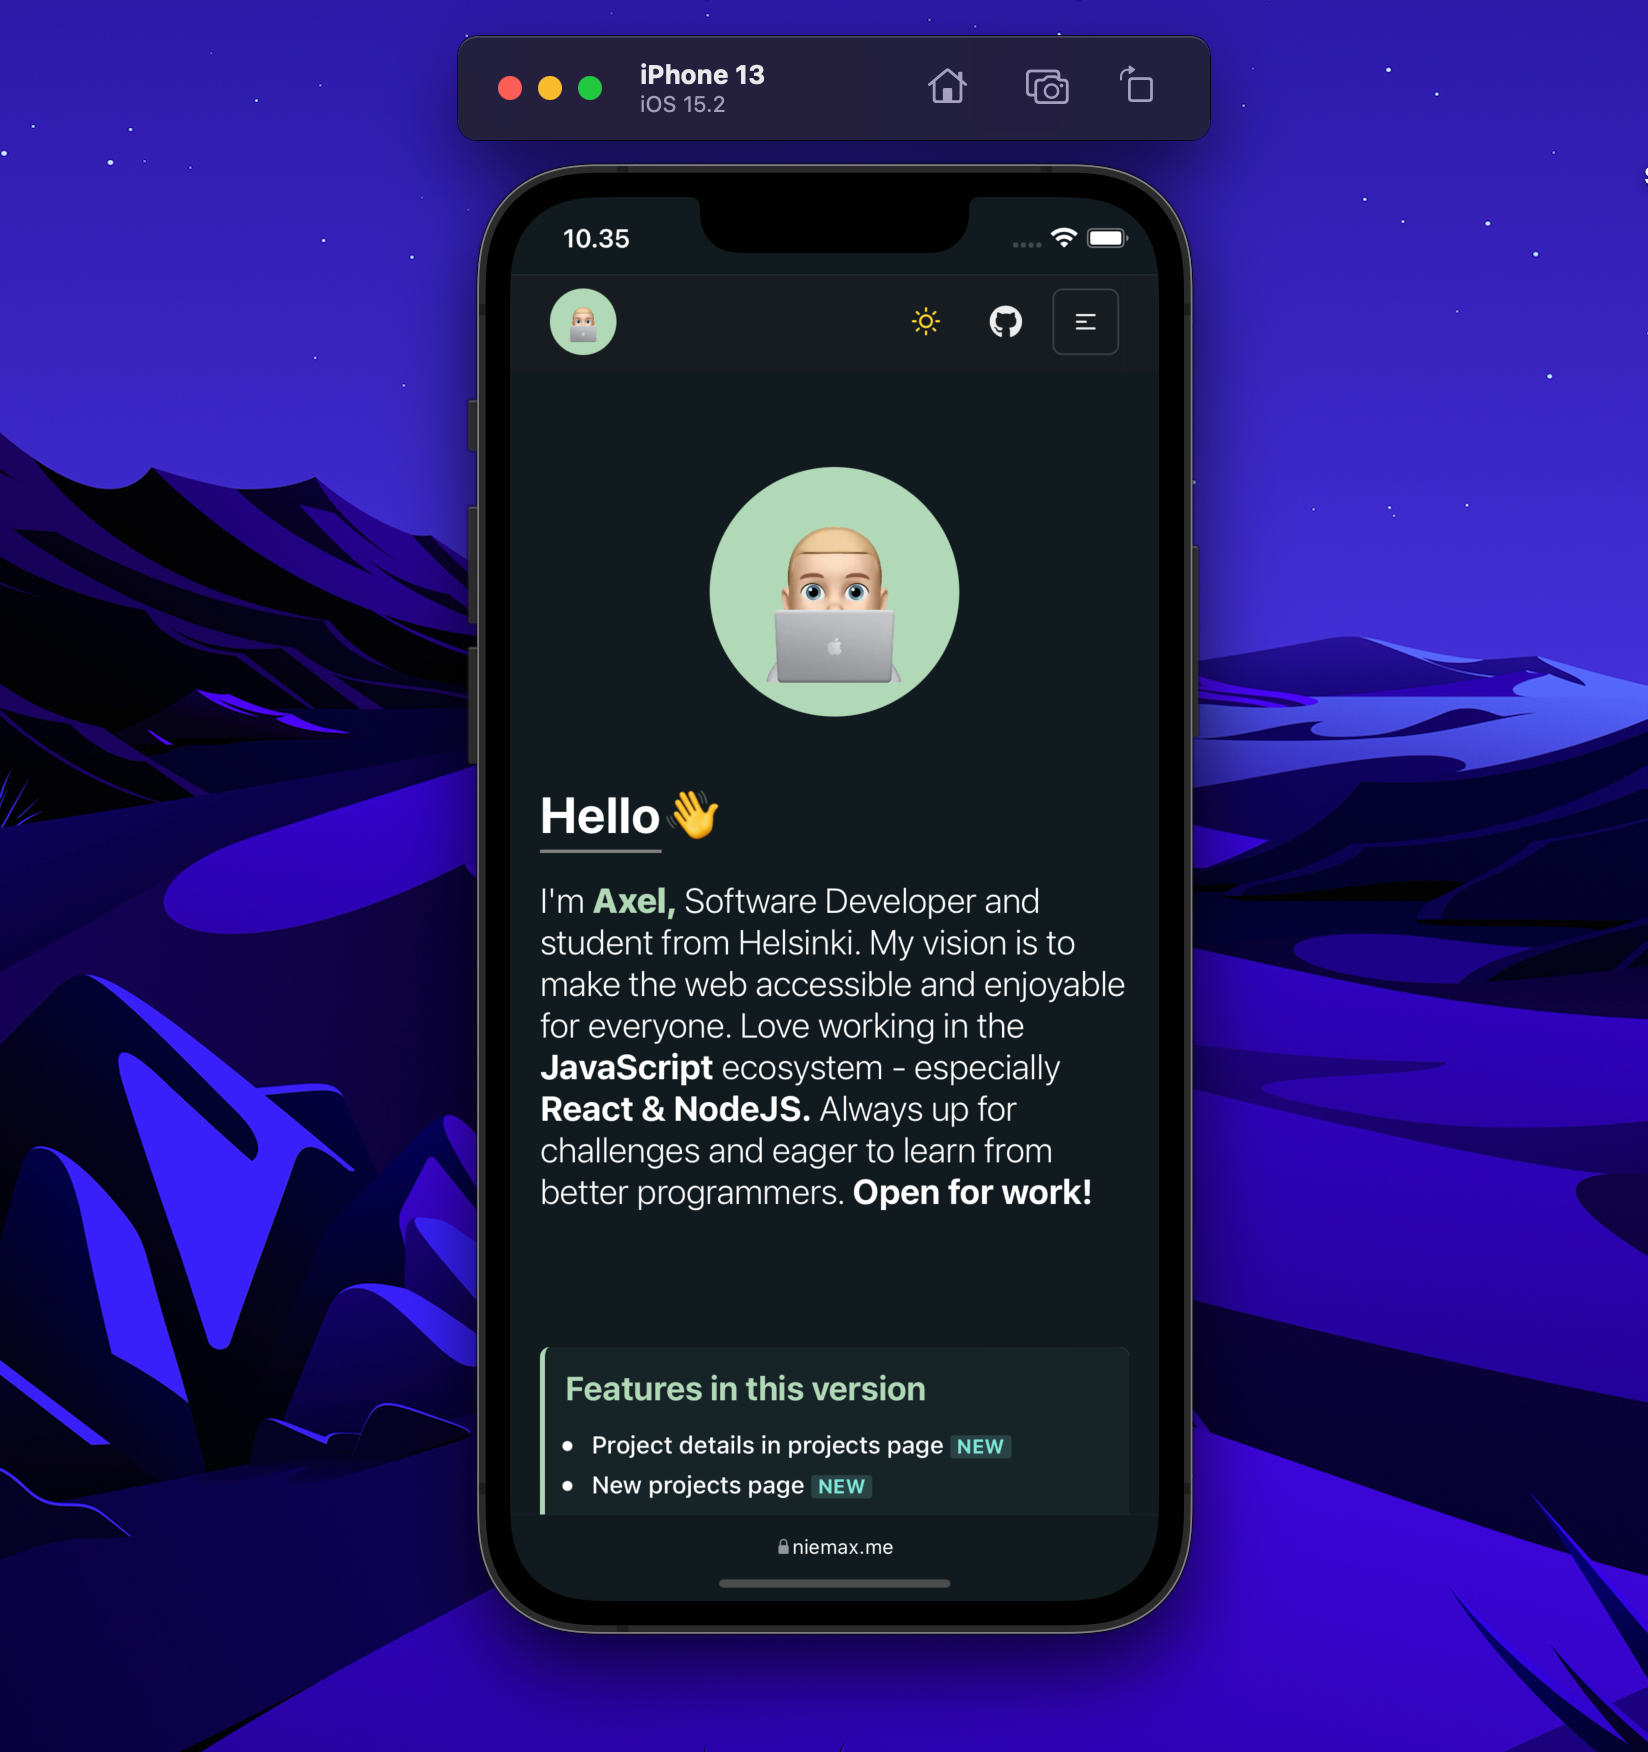 iPhone 13
iOS 15.2
10.35
Hello👋
I'm Axel, Software Developer and
student from Helsinki. My vision is to
make the web accessible and enjoyable
for everyone. Love working in the
JavaScript ecosystem - especially
React & NodeJS. Always up for
challenges and eager to learn from
better programmers. Open for work!
Features in this version
• Project details in projects page NEW
• New projects page NEW
niemax.me